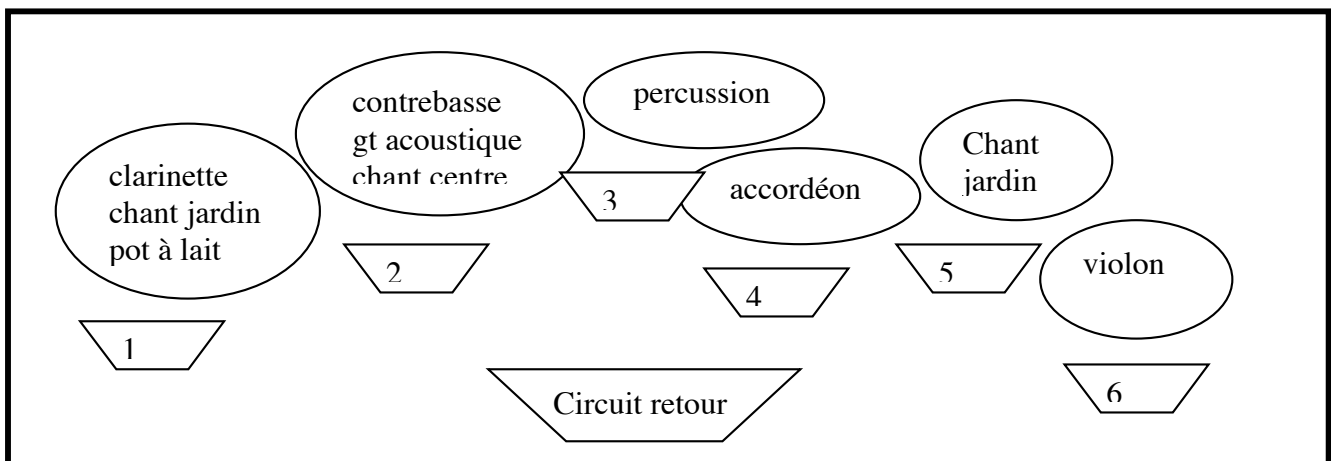 clarinette
chant jardin
pot à lait
1
contrebasse
gt acoustique
chant centre
2
percussion
3
accordéon
4
Chant
jardin
5
violon
6
Circuit retour